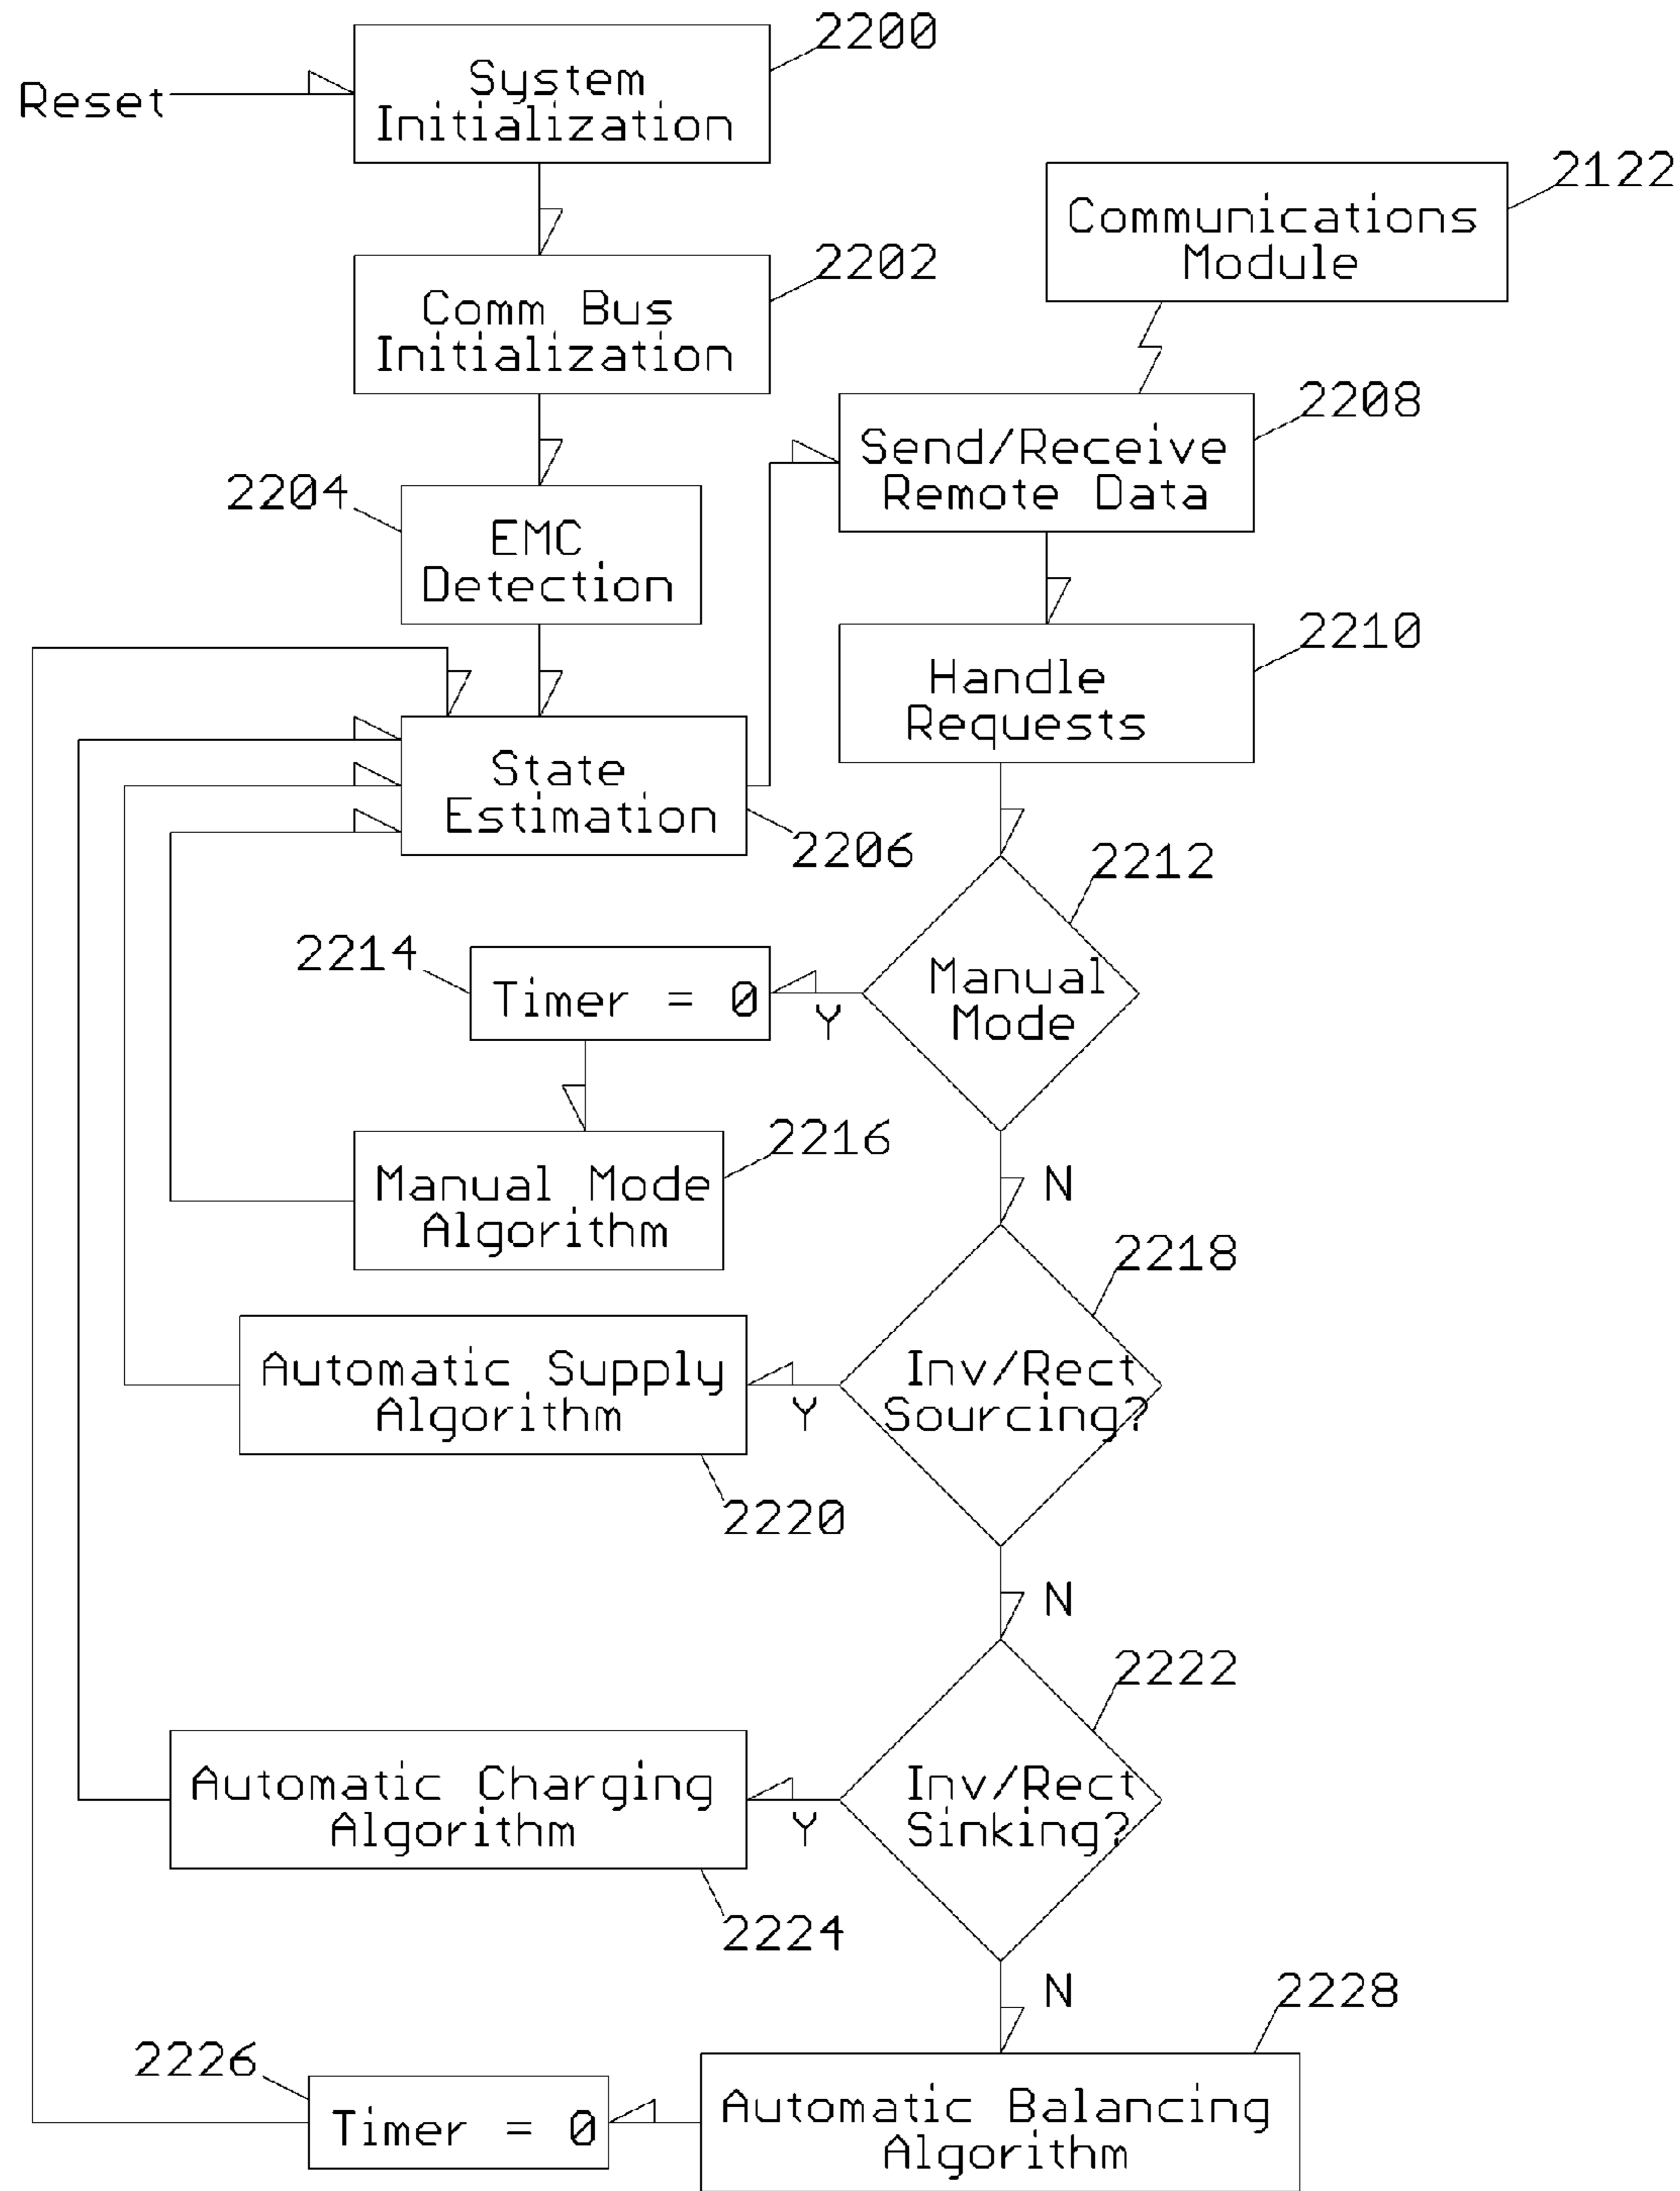 2200
System
Initialization
Reset
2122
Communications
Module
2202
Comm Bus
Initialization
2208
Send/Receive
Remote Data
2204
EMC
Detection
2210
Handle
Requests
State
Estimation
2206
2212
Manual
Mode
2214
Timer = 0
Y
2216
Manual Mode
Algorithm
N
2218
Inv/Rect
Sourcing?
Automatic Supply
Algorithm
Y
2220
N
2222
Inv/Rect
Sinking?
Automatic Charging
Algorithm
Y
2224
N
2228
2226
Timer = 0
Automatic Balancing
Algorithm